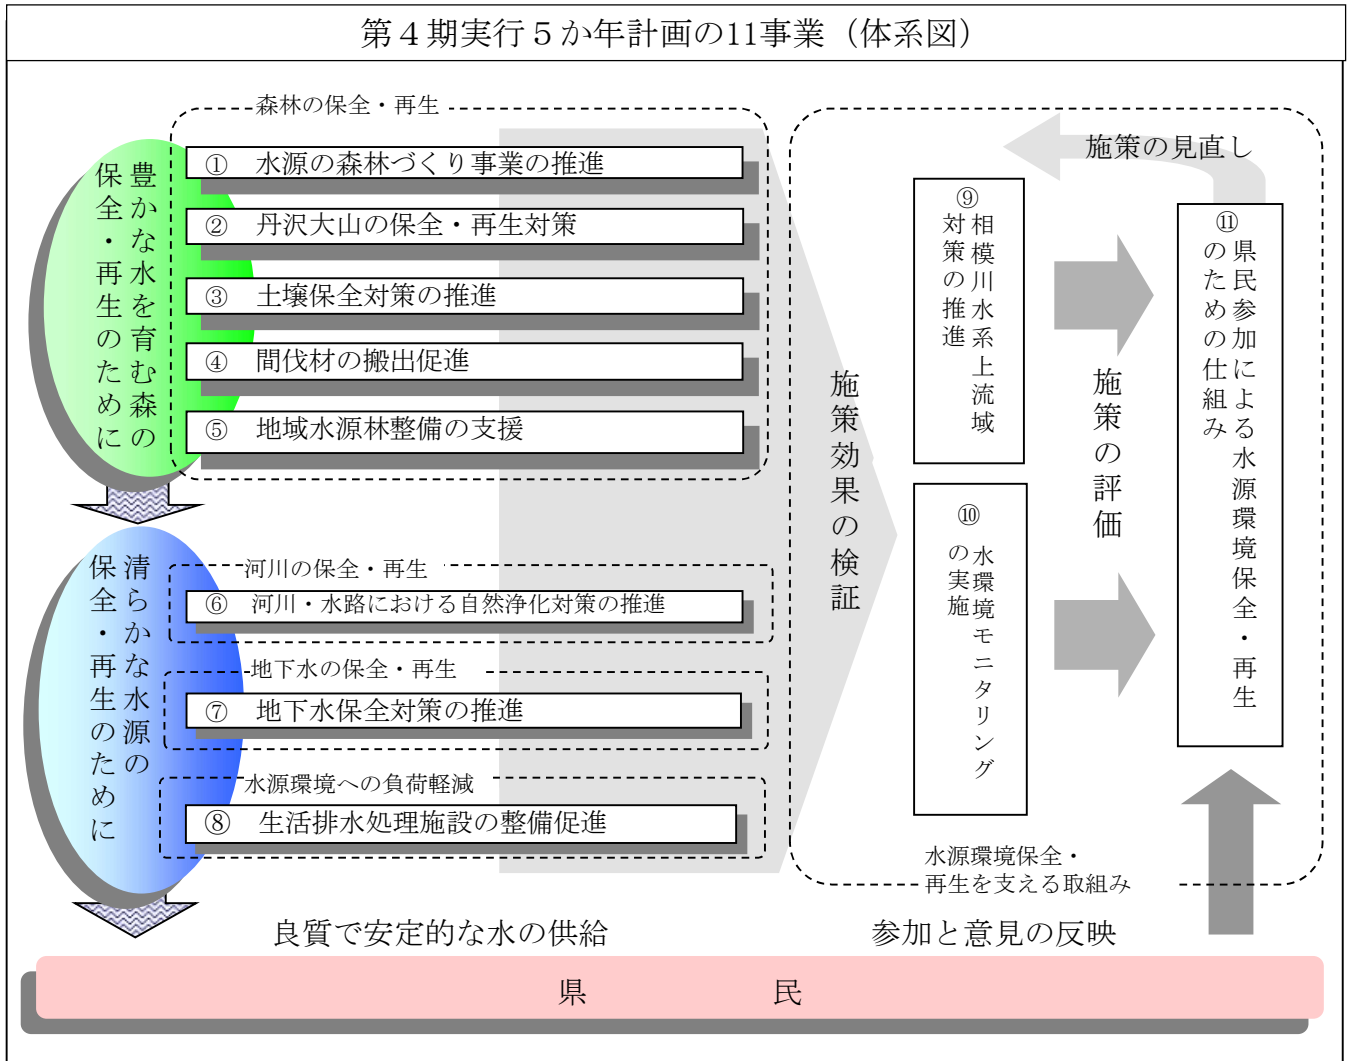 第４期実行５か年計画の11事業（体系図）
豊かな水を育む森の
保全・再生のために
森林の保全・再生
① 水源の森林づくり事業の推進
② 丹沢大山の保全・再生対策
③ 土壌保全対策の推進
④ 間伐材の搬出促進
⑤ 地域水源林整備の支援
清らかな水源の
保全・再生のために
河川の保全・再生
⑥ 河川・水路における自然浄化対策の推進
地下水の保全・再生
⑦ 地下水保全対策の推進
水源環境への負荷軽減
⑧ 生活排水処理施設の整備促進
施策効果の検証
⑨
相模川水系上流域
対策の推進
⑩
水環境モニタリング
の実施
施策の評価
施策の見直し
⑪
県民参加による水源環境保全・再生
のための仕組み
水源環境保全・
再生を支える取組み
良質で安定的な水の供給
参加と意見の反映
県 民